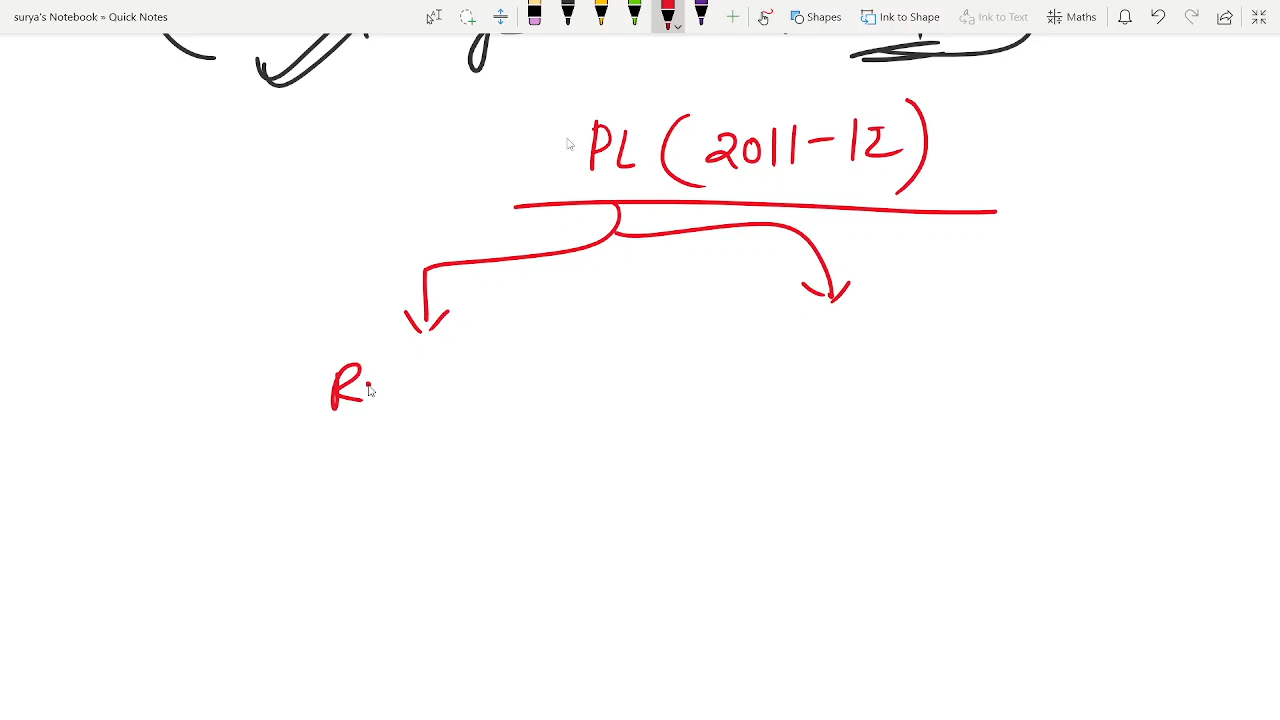 surya's Notebook » Quick Notes
Shapes
Ink to Shape
Ink to Text
Maths
PL (2011-12)
R